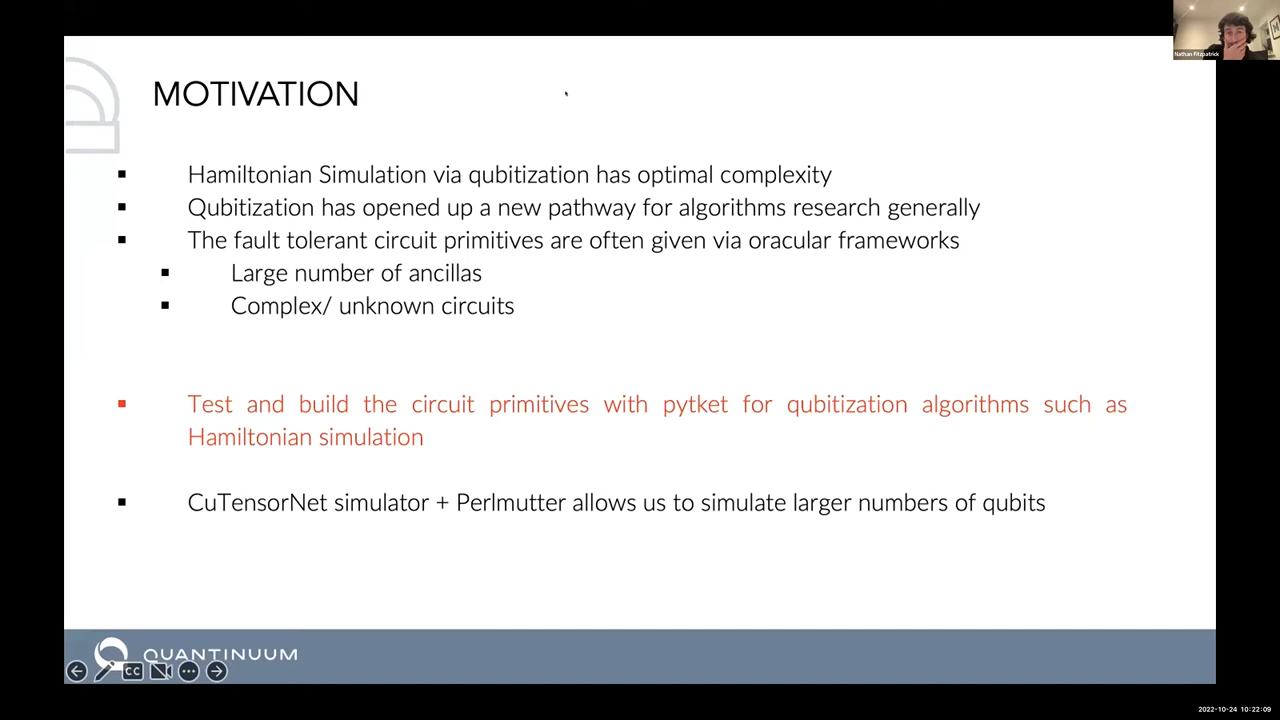 Nathan Fitzpatrick
MOTIVATION
Hamiltonian Simulation via qubitization has optimal complexity
Qubitization has opened up a new pathway for algorithms research generally
The fault tolerant circuit primitives are often given via oracular frameworks
Large number of ancillas
Complex/ unknown circuits
Test and build the circuit primitives with pytket for qubitization algorithms such as
Hamiltonian simulation
CuTensorNet simulator + Perlmutter allows us to simulate larger numbers of qubits
QUANTINUUM
CC
2022-10-24 10:22:09